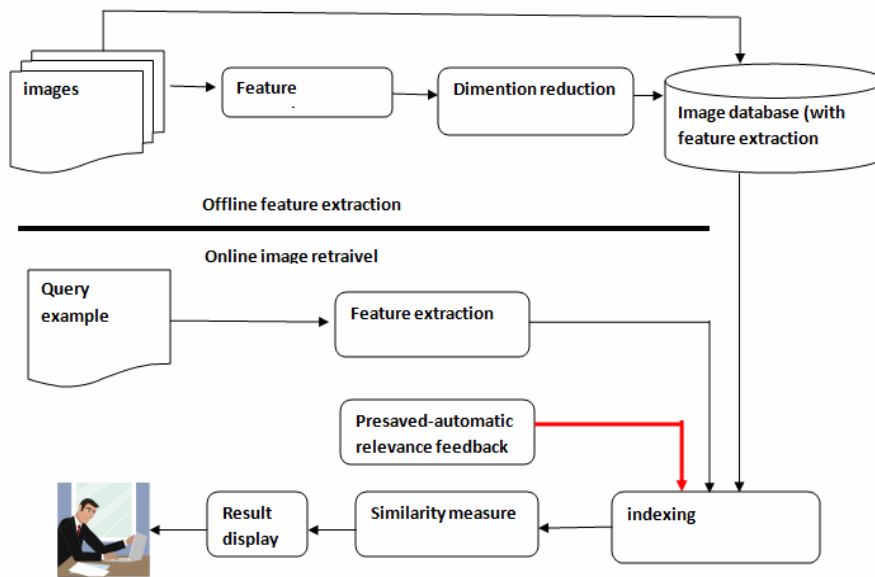 images
Feature
Dimention reduction
Image database (with
feature extraction
Offline feature extraction
Online image retraivel
Query
example
Feature extraction
Presaved-automatic
relevance feedback
Result
display
Similarity measure
indexing